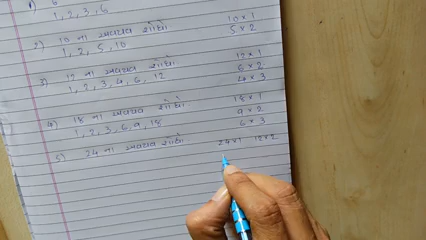 1)
1, 2, 3, 6
2) 10 ના અવયવ શોધો 10 × 1
1, 2, 5, 10 5 × 2
3) 12 ના અવયવ શોધો 12 × 1
1, 2, 3, 4, 6, 12 6 × 2
4 × 3
4) 18 ના અવયવ શોધો 18 × 1
1, 2, 3, 6, 9, 18 9 × 2
6 × 3
5) 24 ના અવયવ શોધો 24 × 1 12 × 2